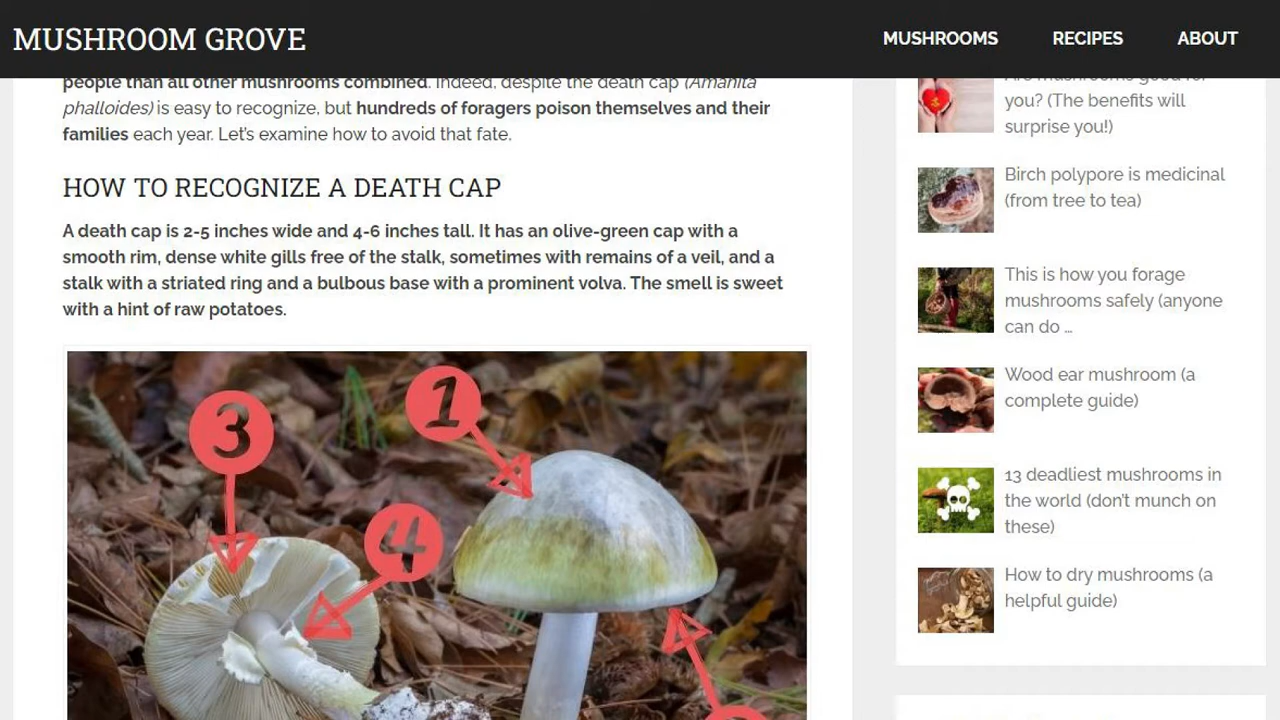 MUSHROOM GROVE
MUSHROOMS RECIPES ABOUT
people than all other mushrooms combined. Indeed, despite the death cap (Amanita
phalloides) is easy to recognize, but hundreds of foragers poison themselves and their
families each year. Let's examine how to avoid that fate.
HOW TO RECOGNIZE A DEATH CAP
A death cap is 2-5 inches wide and 4-6 inches tall. It has an olive-green cap with a
smooth rim, dense white gills free of the stalk, sometimes with remains of a veil, and a
stalk with a striated ring and a bulbous base with a prominent volva. The smell is sweet
with a hint of raw potatoes.
1
3
4
Are mushrooms good for
you? (The benefits will
surprise you!)
Birch polypore is medicinal
(from tree to tea)
This is how you forage
mushrooms safely (anyone
can do ...
Wood ear mushroom (a
complete guide)
13 deadliest mushrooms in
the world (don't munch on
these)
How to dry mushrooms (a
helpful guide)